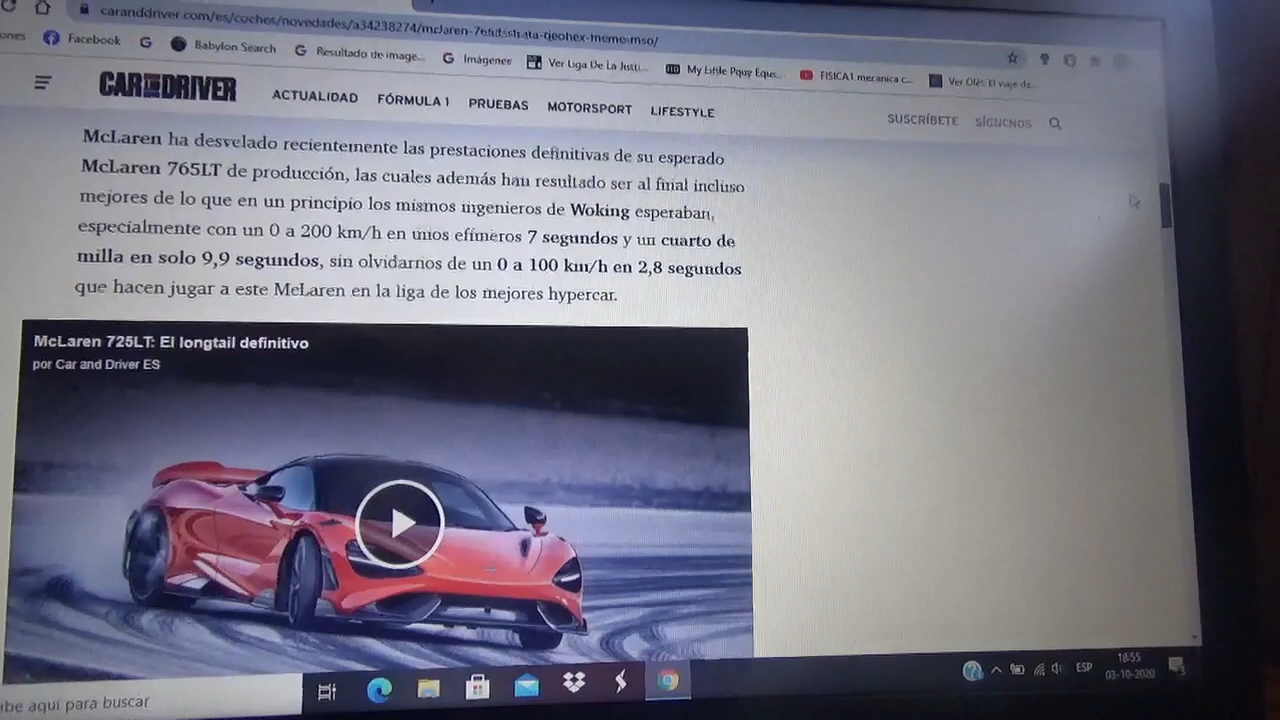 caranddriver.com/es/coches/novedades/a34238274/mclaren-
Facebook
Babylon Search
Resultado de image...
Imágenes
Ver Liga De La Justi...
FISICA1 mecanica c...
CAR AND DRIVER
ACTUALIDAD
FÓRMULA 1
PRUEBAS
MOTORSPORT
LIFESTYLE
SUSCRÍBETE
SÍGUENOS
McLaren ha desvelado recientemente las prestaciones definitivas de su esperado
McLaren 765LT de producción, las cuales además han resultado ser al final incluso
mejores de lo que en un principio los mismos ingenieros de Woking esperaban,
especialmente con un 0 a 200 km/h en unos efímeros 7 segundos y un cuarto de
milla en solo 9,9 segundos, sin olvidarnos de un 0 a 100 km/h en 2,8 segundos
que hacen jugar a este McLaren en la liga de los mejores hypercar.
McLaren 725LT: El longtail definitivo
por Car and Driver ES
ibe aquí para buscar
ESP
18:55
03-10-2020